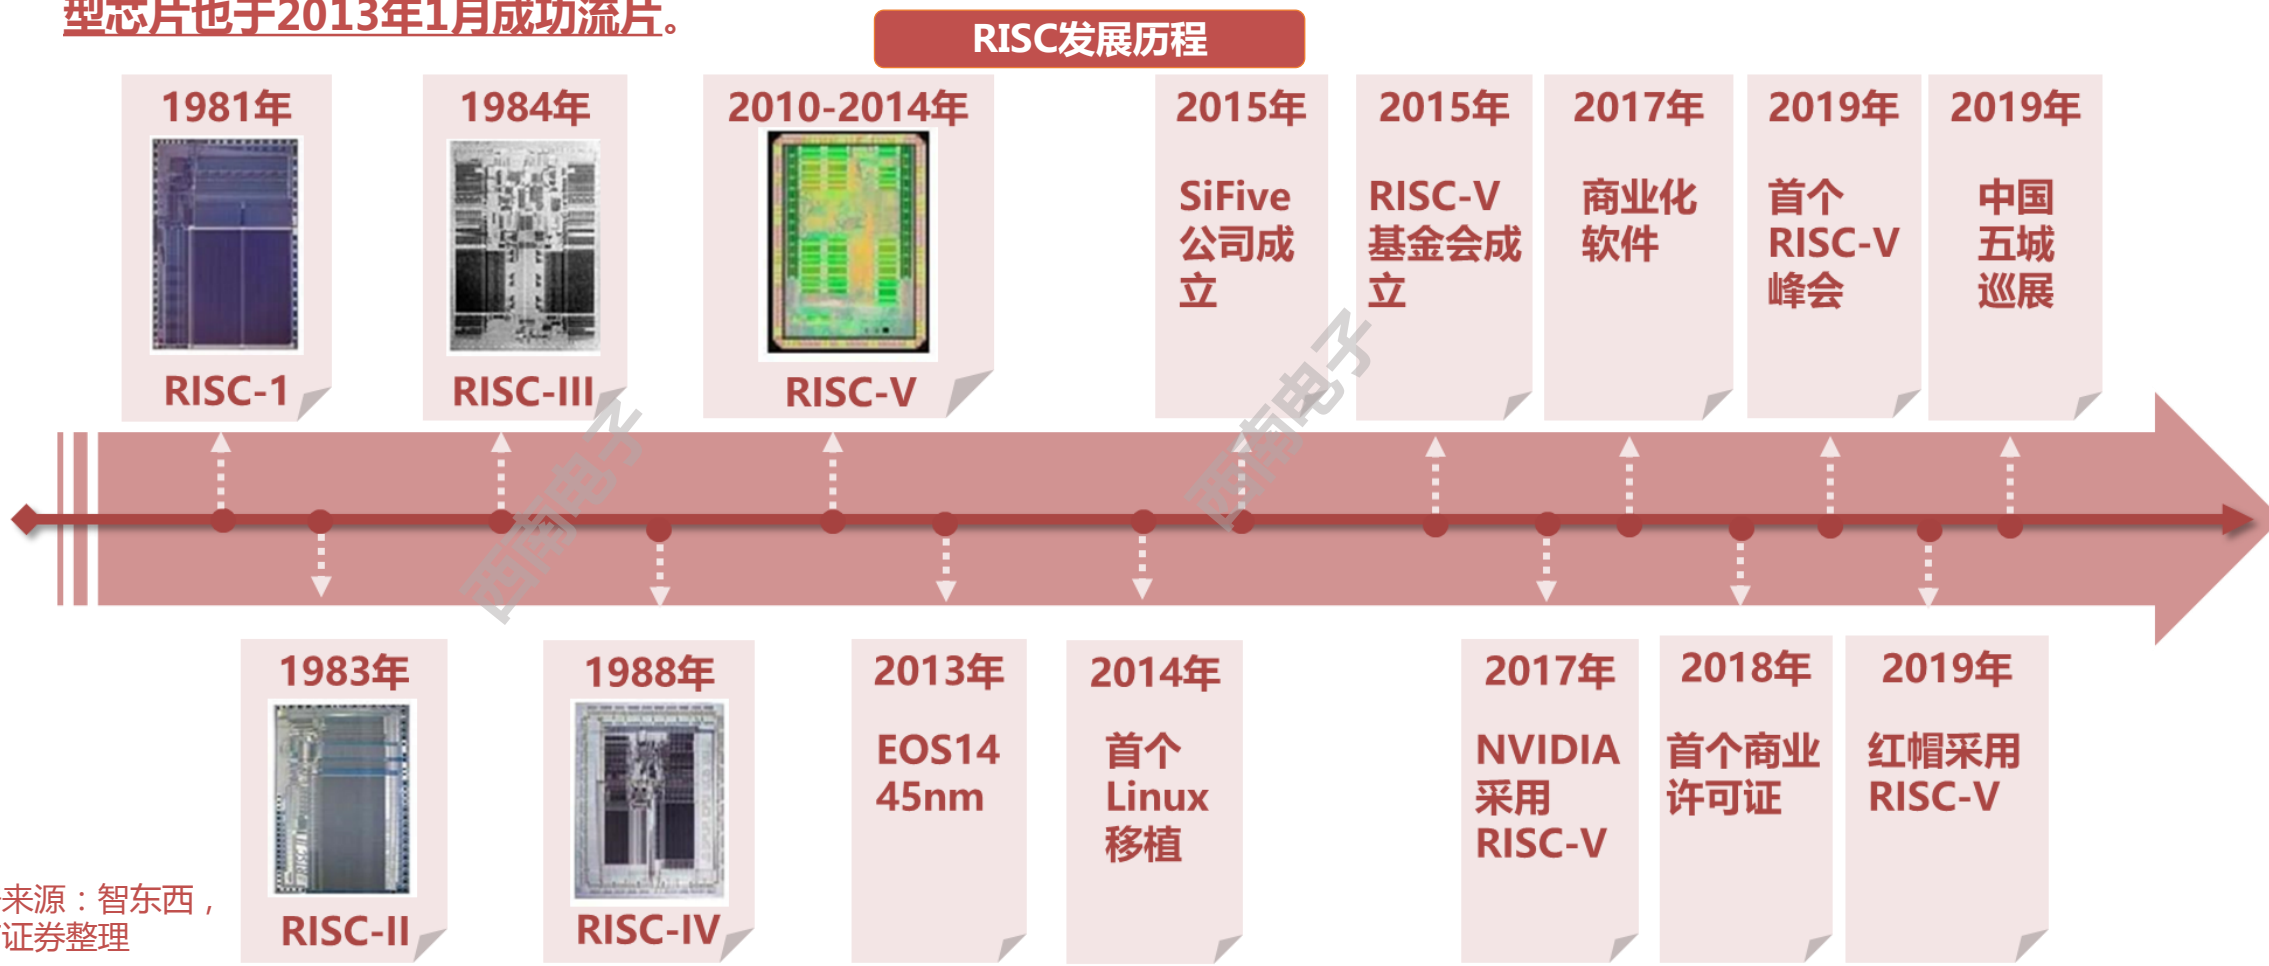 型芯片也于2013年1月成功流片。
RISC发展历程
1981年
RISC-1
1984年
RISC-III
2010-2014年
RISC-V
2015年
SiFive
公司成
立
2015年
RISC-V
基金会成
立
2017年
商业化
软件
2019年
首个
RISC-V
峰会
2019年
中国
五城
巡展
西南电子
西南电子
1983年
RISC-II
1988年
RISC-IV
2013年
EOS14
45nm
2014年
首个
Linux
移植
2017年
NVIDIA
采用
RISC-V
2018年
首个商业
许可证
2019年
红帽采用
RISC-V
来源：智东西，
证券整理